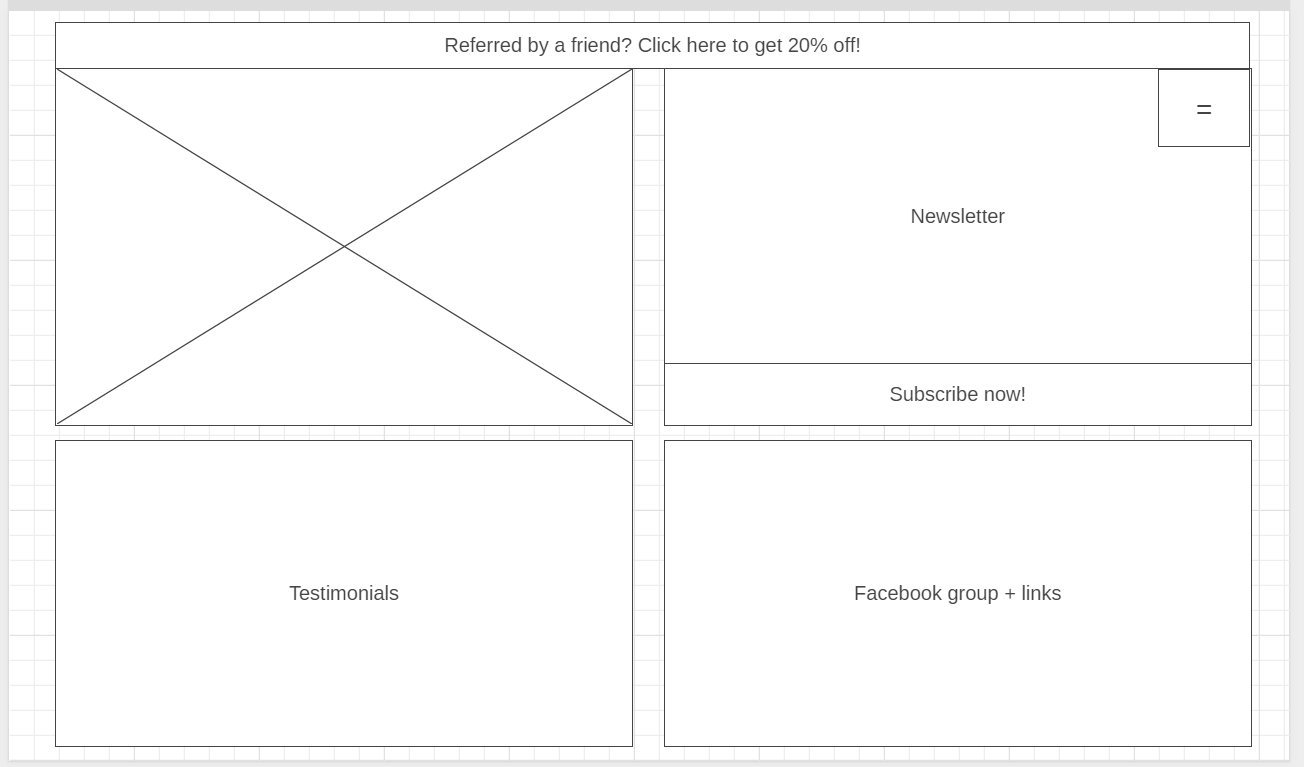 Referred by a friend? Click here to get 20% off!
=
Newsletter
Subscribe now!
Testimonials
Facebook group + links